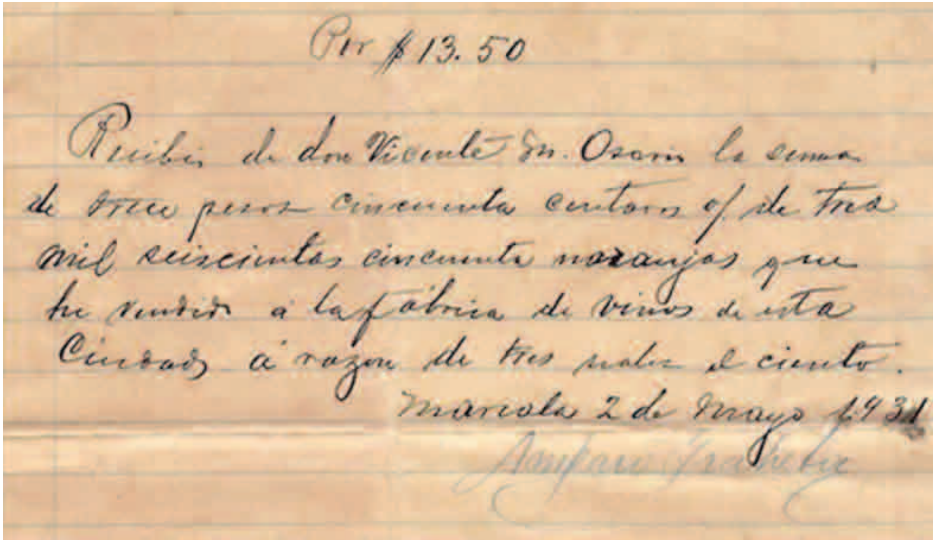 Por $ 13.50
Recibí de don Vicente M. Osorio la suma
de trece pesos cincuenta centavos o/ de tres
mil seiscientas cincuenta naranjas que
he vendido á la fábrica de vinos de esta
Ciudad á razon de tres reales el ciento.
2 de Mayo 1931
Amparo